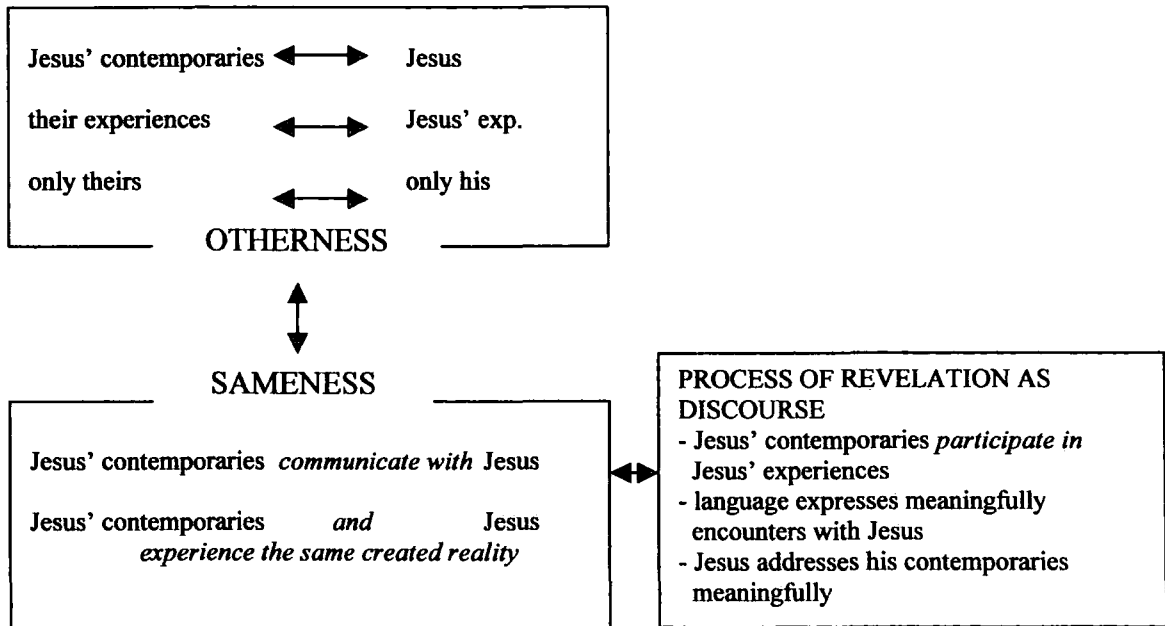 Jesus' contemporaries Jesus
their experiences Jesus' exp.
only theirs only his
OTHERNESS
SAMENESS
Jesus' contemporaries communicate with Jesus
Jesus' contemporaries and Jesus
experience the same created reality
PROCESS OF REVELATION AS
DISCOURSE
- Jesus' contemporaries participate in
Jesus' experiences
- language expresses meaningfully
encounters with Jesus
- Jesus addresses his contemporaries
meaningfully